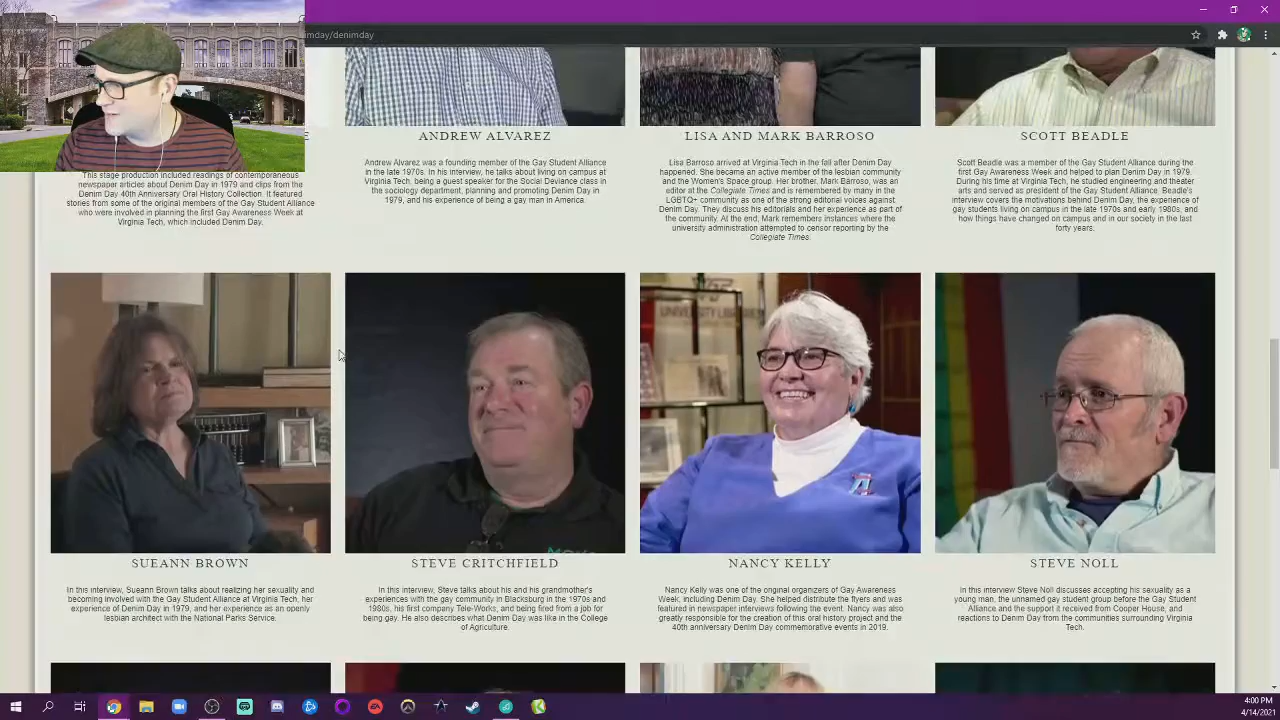 mday/denimday
E
This stage production included readings of contemporaneous
newspaper articles about Denim Day in 1979 and clips from the
Denim Day 40th Anniversary Oral History Collection. It featured
stories from some of the original members of the Gay Student Alliance
who were involved in planning the first Gay Awareness Week at
Virginia Tech, which included Denim Day.
ANDREW ALVAREZ
Andrew Alvarez was a founding member of the Gay Student Alliance
in the late 1970s. In his interview, he talks about living on campus at
Virginia Tech, being a guest speaker for the Social Deviance class in
the sociology department, planning and promoting Denim Day in
1979, and his experience of being a gay man in America.
LISA AND MARK BARROSO
Lisa Barroso arrived at Virginia Tech in the fall after Denim Day
happened. She became an active member of the lesbian community
and the Women's Space group. Her brother, Mark Barroso, was an
editor at the Collegiate Times and is remembered by many in the
LGBTQ+ community as one of the strong editorial voices against
Denim Day. They discuss his editorials and her experience as part of
the community. At the end, Mark remembers instances where the
university administration attempted to censor reporting by the
Collegiate Times.
SCOTT BEADLE
Scott Beadle was a member of the Gay Student Alliance during the
first Gay Awareness Week and helped to plan Denim Day in 1979.
During his time at Virginia Tech, he studied engineering and theater
arts and served as president of the Gay Student Alliance. Beadle's
interview covers the motivations behind Denim Day, the experience of
gay students living on campus in the late 1970s and early 1980s, and
how things have changed on campus and in our society in the last
forty years.
UNIVERSITY LIBRARIES
SUEANN BROWN
In this interview, Sueann Brown talks about realizing her sexuality and
becoming involved with the Gay Student Alliance at Virginia Tech, her
experience of Denim Day in 1979, and her experience as an openly
lesbian architect with the National Parks Service.
STEVE CRITCHFIELD
In this interview, Steve talks about his and his grandmother's
experiences with the gay community in Blacksburg in the 1970s and
1980s, his first company Tele-Works, and being fired from a job for
being gay. He also describes what Denim Day was like in the College
of Agriculture.
NANCY KELLY
Nancy Kelly was one of the original organizers of Gay Awareness
Week, including Denim Day. She helped distribute the flyers and was
featured in newspaper interviews following the event. Nancy was also
greatly responsible for the creation of this oral history project and the
40th anniversary Denim Day commemorative events in 2019.
STEVE NOLL
In this interview Steve Noll discusses accepting his sexuality as a
young man, the unnamed gay student group before the Gay Student
Alliance and the support it received from Cooper House, and
reactions to Denim Day from the communities surrounding Virginia
Tech.
4:00 PM
4/14/2021